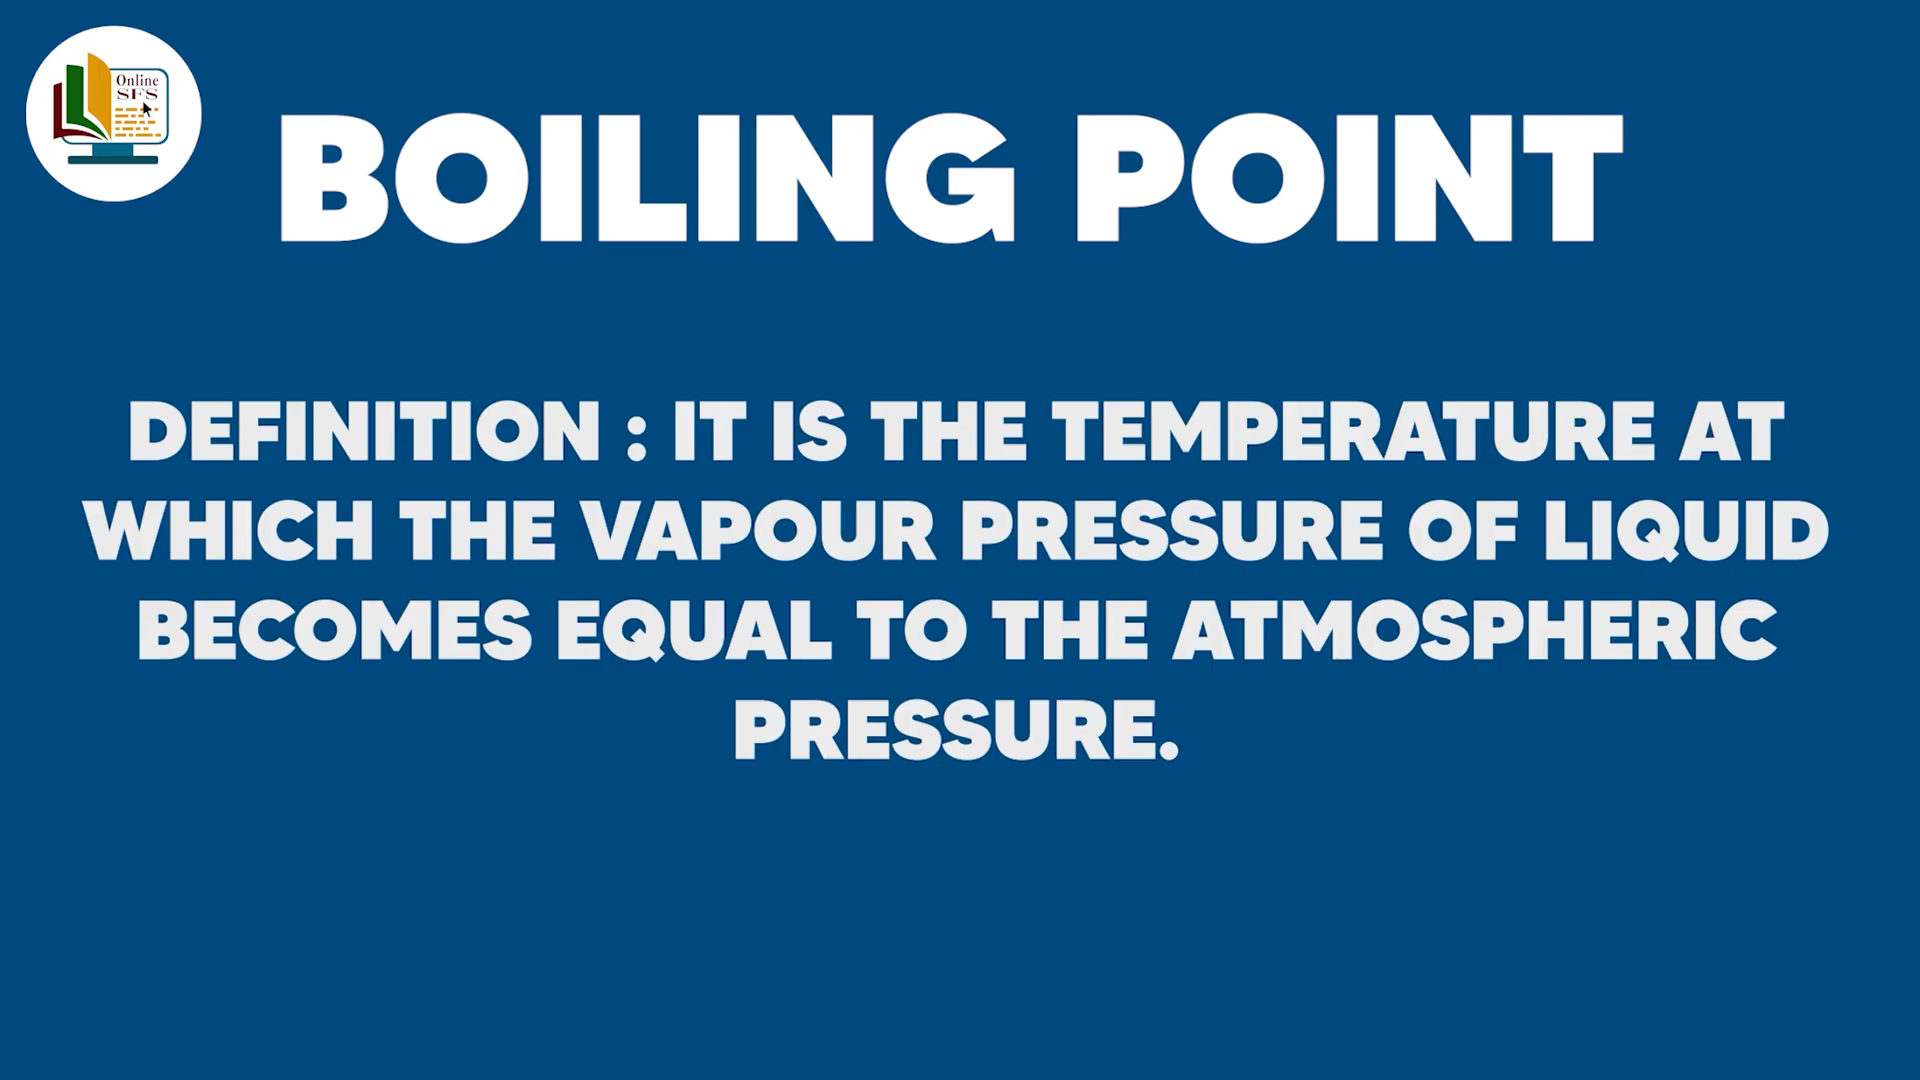 Online
SFS
BOILING POINT
DEFINITION : IT IS THE TEMPERATURE AT
WHICH THE VAPOUR PRESSURE OF LIQUID
BECOMES EQUAL TO THE ATMOSPHERIC
PRESSURE.